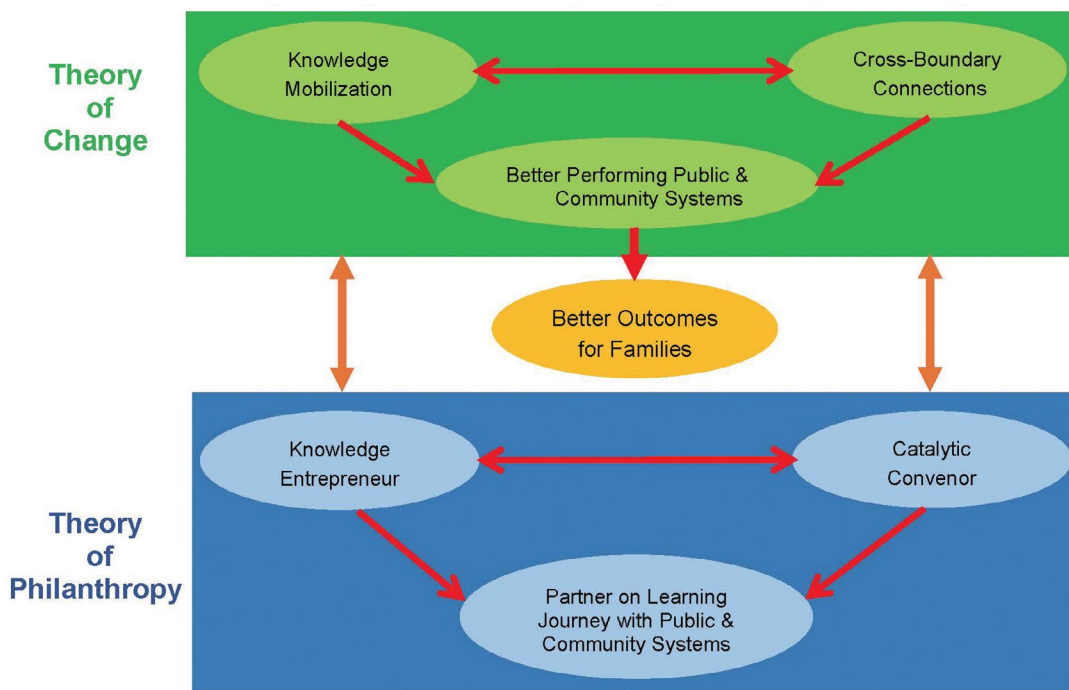 Theory
of
Change
Knowledge
Mobilization
Cross-Boundary
Connections
Better Performing Public &
Community Systems
Better Outcomes
for Families
Theory
of
Philanthropy
Knowledge
Entrepreneur
Catalytic
Convenor
Partner on Learning
Journey with Public &
Community Systems